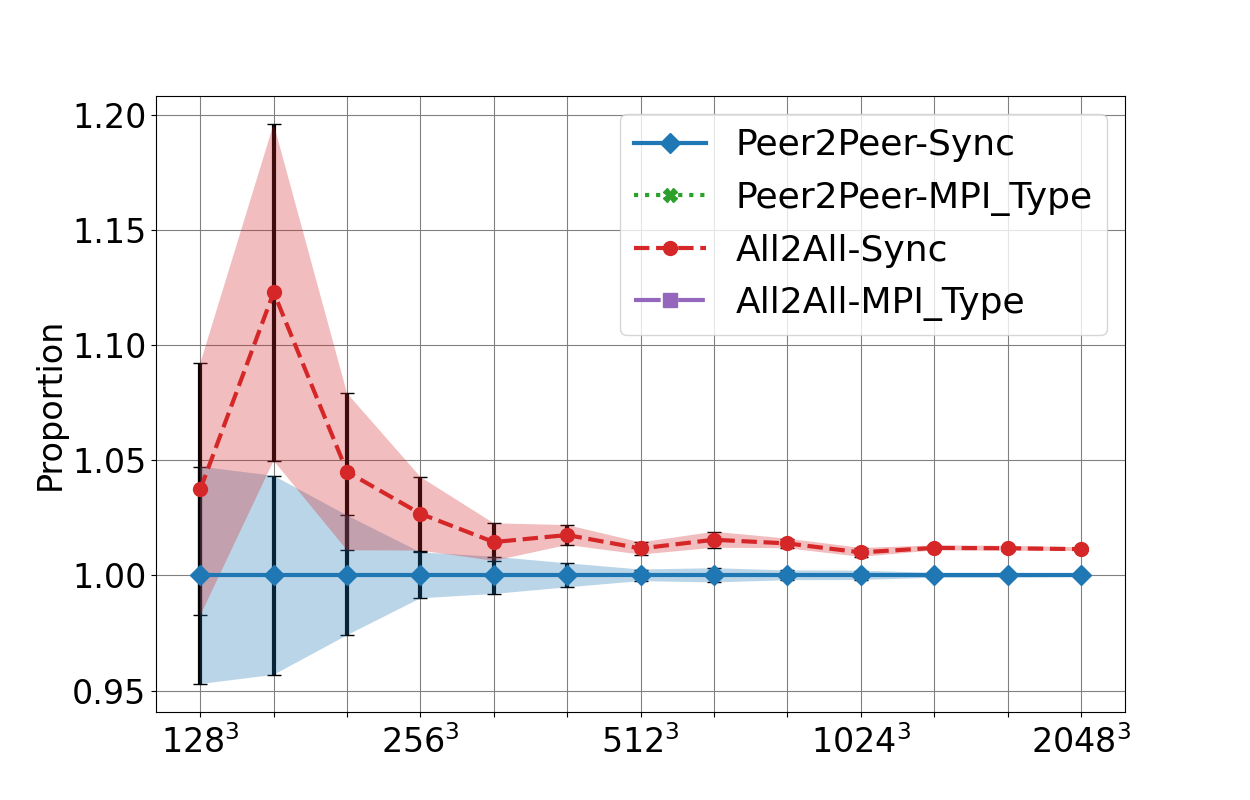 1.20
1.15
1.10
1.05
1.00
0.95
Proportion
Peer2Peer-Sync
Peer2Peer-MPI_Type
All2All-Sync
All2All-MPI_Type
128³ 256³ 512³ 1024³ 2048³